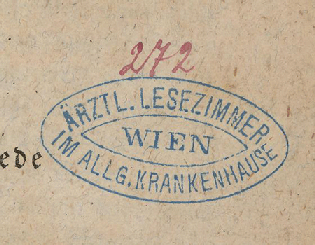 272
ÄRZTL. LESEZIMMER
WIEN
IM ALLG. KRANKENHAUSE
ede